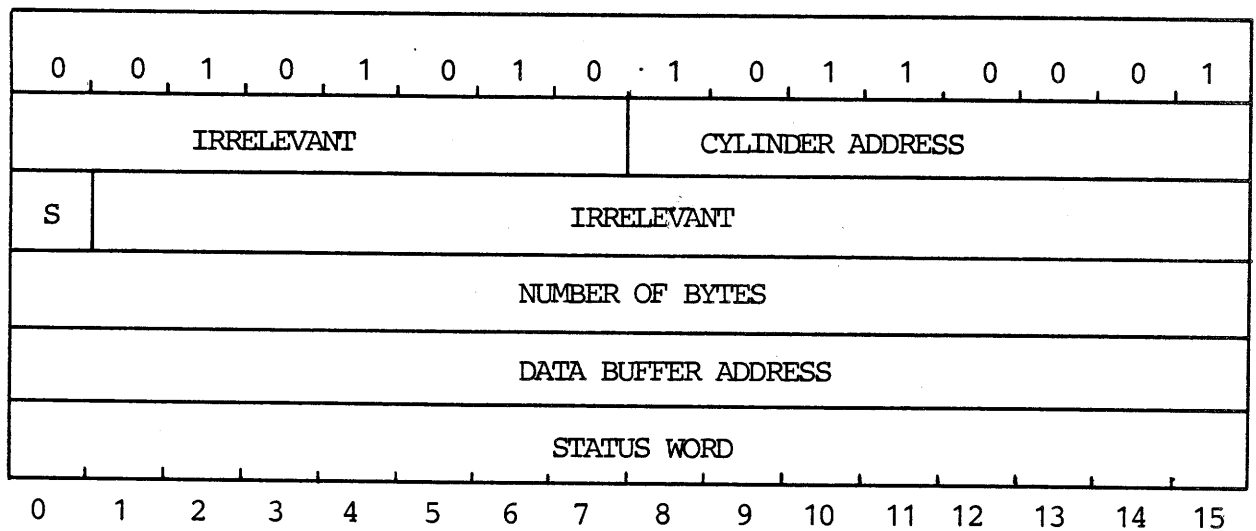 0 0 1 0 1 0 1 0 1 0 1 1 0 0 0 1
IRRELEVANT CYLINDER ADDRESS
S IRRELEVANT
NUMBER OF BYTES
DATA BUFFER ADDRESS
STATUS WORD
0 1 2 3 4 5 6 7 8 9 10 11 12 13 14 15